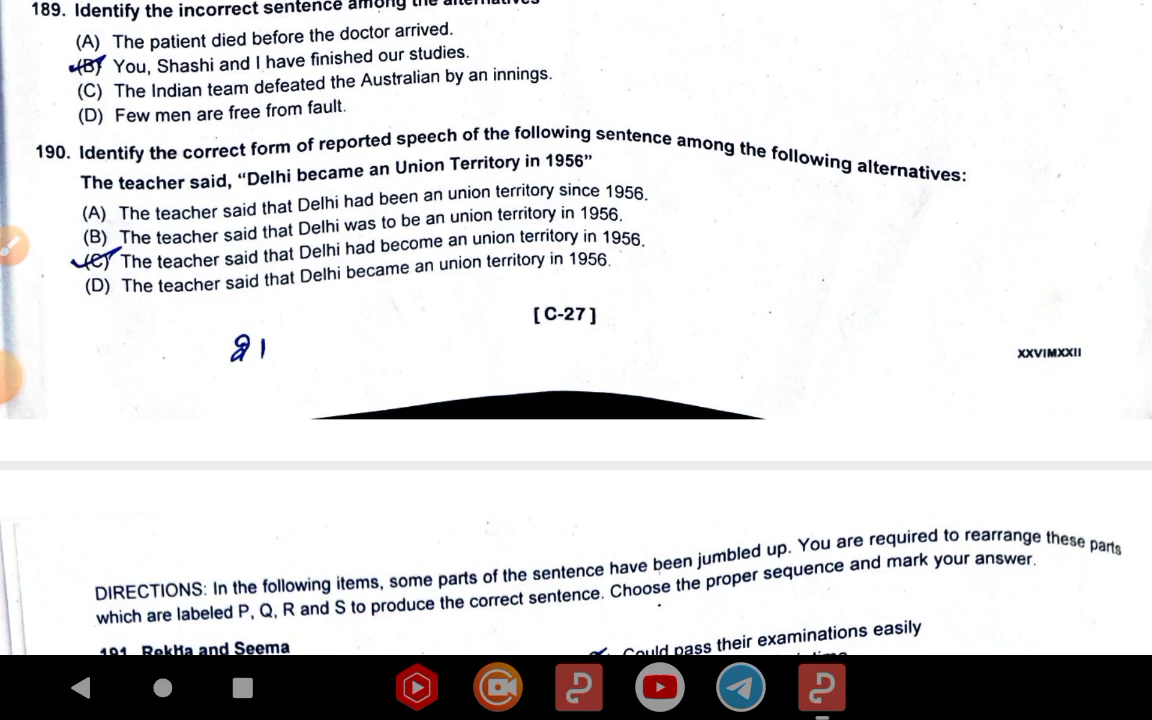 189. Identify the incorrect sentence among the alternatives
(A) The patient died before the doctor arrived.
(B) You, Shashi and I have finished our studies.
(C) The Indian team defeated the Australian by an innings.
(D) Few men are free from fault.
190. Identify the correct form of reported speech of the following sentence among the following alternatives:
The teacher said, “Delhi became an Union Territory in 1956”
(A) The teacher said that Delhi had been an union territory since 1956.
(B) The teacher said that Delhi was to be an union territory in 1956.
(C) The teacher said that Delhi had become an union territory in 1956.
(D) The teacher said that Delhi became an union territory in 1956.
[ C-27 ]
XXVIMXXII
DIRECTIONS: In the following items, some parts of the sentence have been jumbled up. You are required to rearrange these parts
which are labeled P, Q, R and S to produce the correct sentence. Choose the proper sequence and mark your answer.
191 Rekha and Seema
Could pass their examinations easily